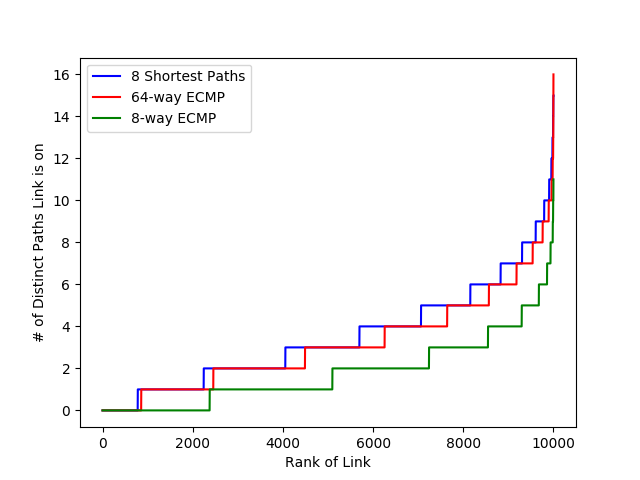 8 Shortest Paths
64-way ECMP
8-way ECMP
16
14
12
10
8
6
4
2
0
# of Distinct Paths Link is on
0 2000 4000 6000 8000 10000
Rank of Link